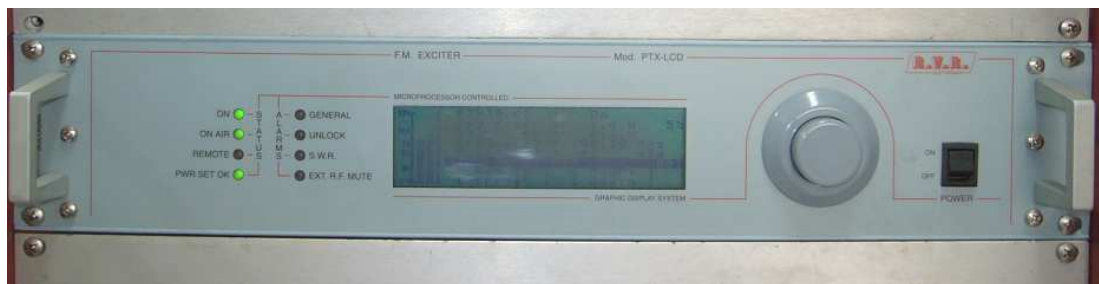 F.M. EXCITER
Mod. PTX-LCD
R.V.R.
MICROPROCESSOR CONTROLLED
ON
ON AIR
REMOTE
PWR SET OK
STATUS
ALARMS
GENERAL
UNLOCK
S.W.R.
EXT. R.F. MUTE
GRAPHIC DISPLAY SYSTEM
ON
OFF
POWER